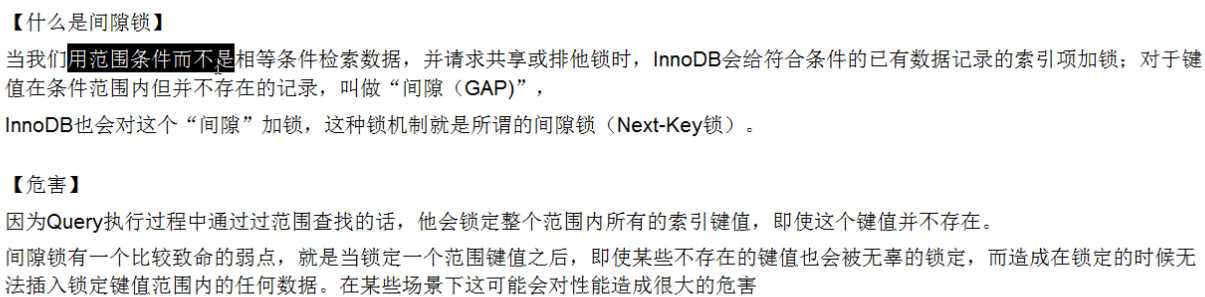 【什么是间隙锁】
当我们用范围条件而不是相等条件检索数据，并请求共享或排他锁时，InnoDB会给符合条件的已有数据记录的索引项加锁；对于键
值在条件范围内但并不存在的记录，叫做“间隙（GAP)”，
InnoDB也会对这个“间隙”加锁，这种锁机制就是所谓的间隙锁（Next-Key锁）。
【危害】
因为Query执行过程中通过过范围查找的话，他会锁定整个范围内所有的索引键值，即使这个键值并不存在。
间隙锁有一个比较致命的弱点，就是当锁定一个范围键值之后，即使某些不存在的键值也会被无辜的锁定，而造成在锁定的时候无
法插入锁定键值范围内的任何数据。在某些场景下这可能会对性能造成很大的危害